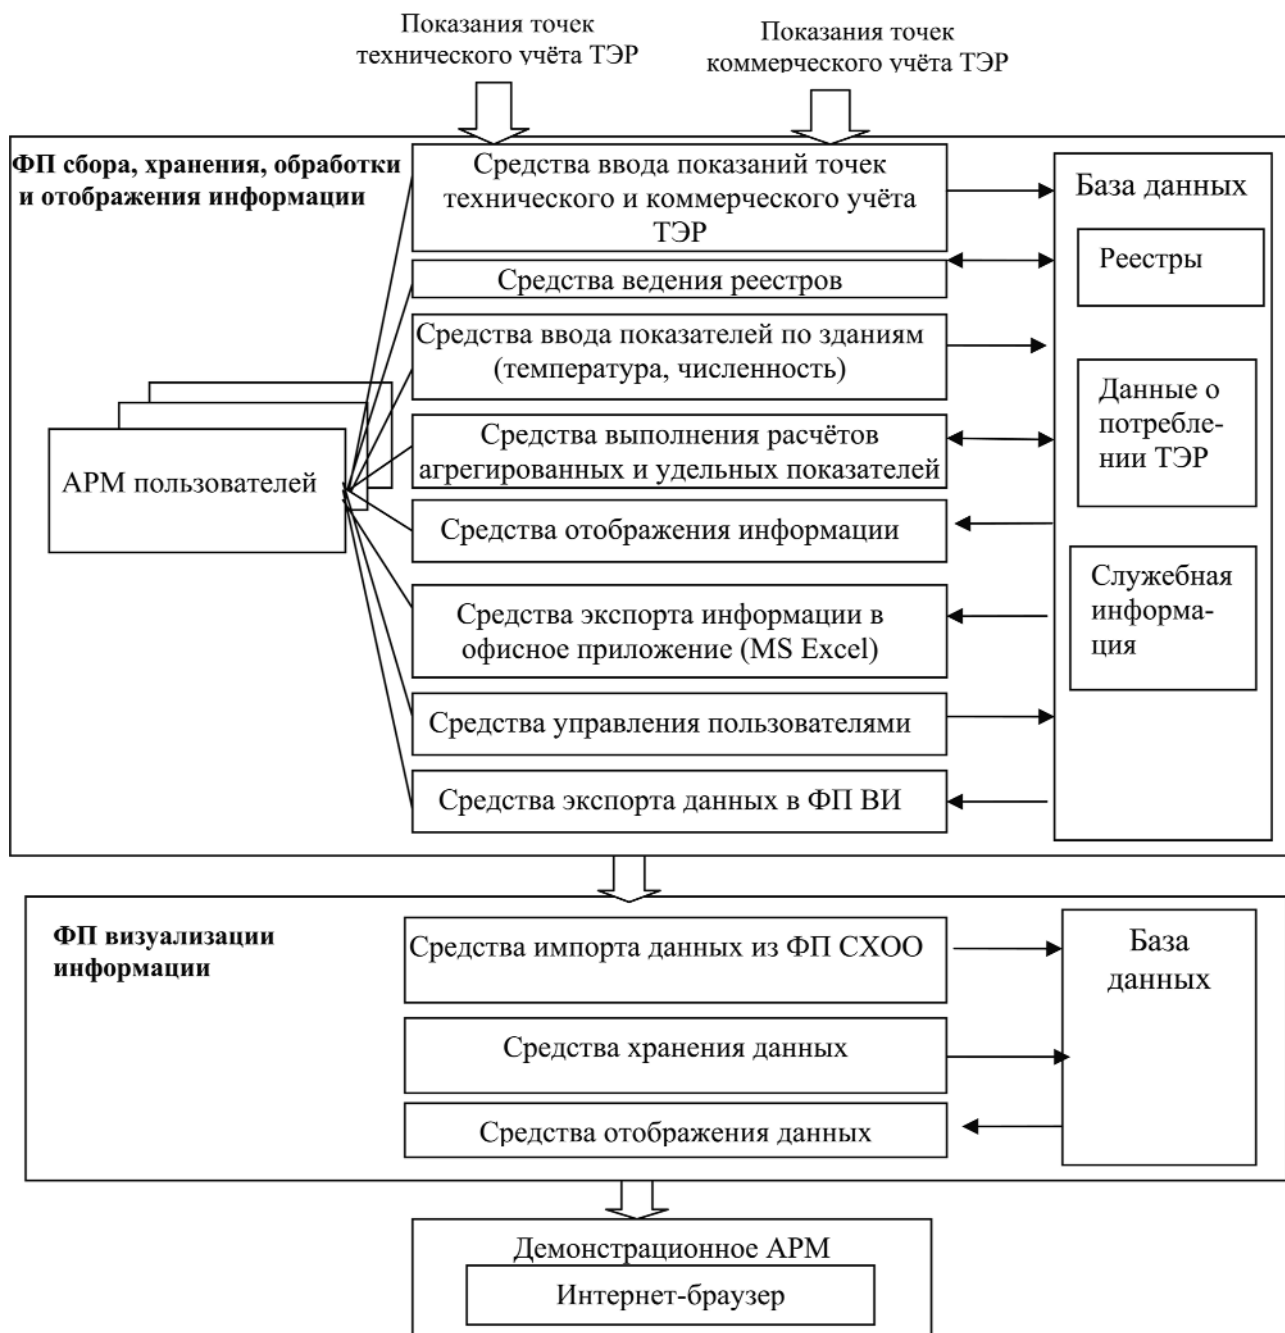 Показания точек
технического учёта ТЭР
Показания точек
коммерческого учёта ТЭР
ФП сбора, хранения, обработки
и отображения информации
Средства ввода показаний точек
технического и коммерческого учёта
ТЭР
Средства ведения реестров
Средства ввода показателей по зданиям
(температура, численность)
Средства выполнения расчётов
агрегированных и удельных показателей
Средства отображения информации
Средства экспорта информации в
офисное приложение (MS Excel)
Средства управления пользователями
Средства экспорта данных в ФП ВИ
АРМ пользователей
База данных
Реестры
Данные о
потребле-
нии ТЭР
Служебная
информа-
ция
ФП визуализации
информации
Средства импорта данных из ФП СХОО
Средства хранения данных
Средства отображения данных
База
данных
Демонстрационное АРМ
Интернет-браузер